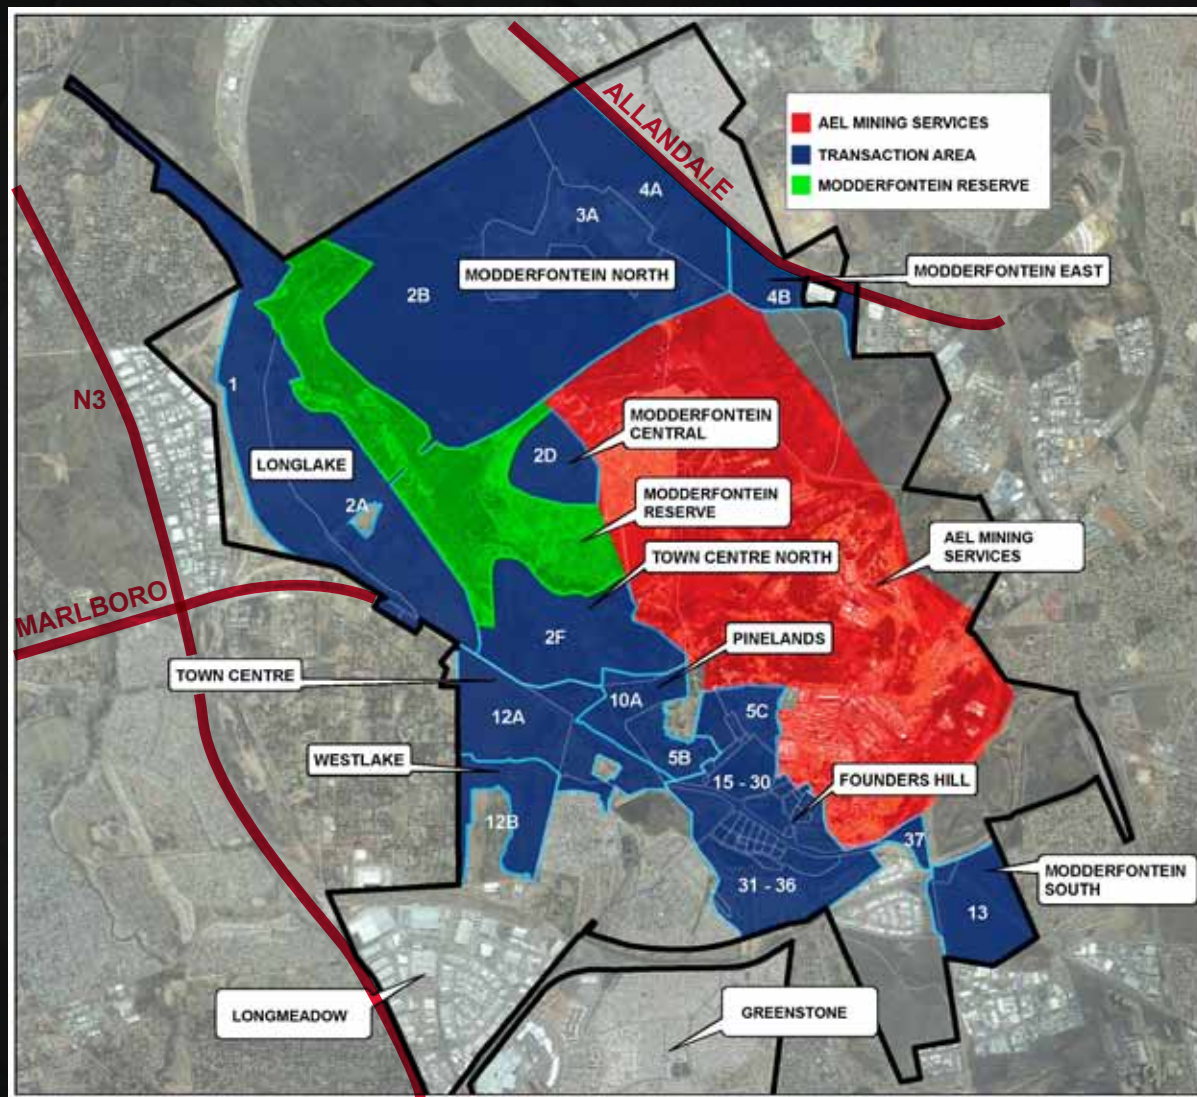 ALLANDALE
AEL MINING SERVICES
TRANSACTION AREA
MODDERFONTEIN RESERVE
4A
3A
MODDERFONTEIN NORTH
MODDERFONTEIN EAST
2B
4B
1
N3
MODDERFONTEIN
CENTRAL
2D
LONGLAKE
2A
MODDERFONTEIN
RESERVE
AEL MINING
SERVICES
TOWN CENTRE NORTH
MARLBORO
2F
PINELANDS
TOWN CENTRE
10A
12A
5C
5B
WESTLAKE
15 - 30
FOUNDERS HILL
12B
37
31 - 36
MODDERFONTEIN
SOUTH
13
LONGMEADOW
GREENSTONE